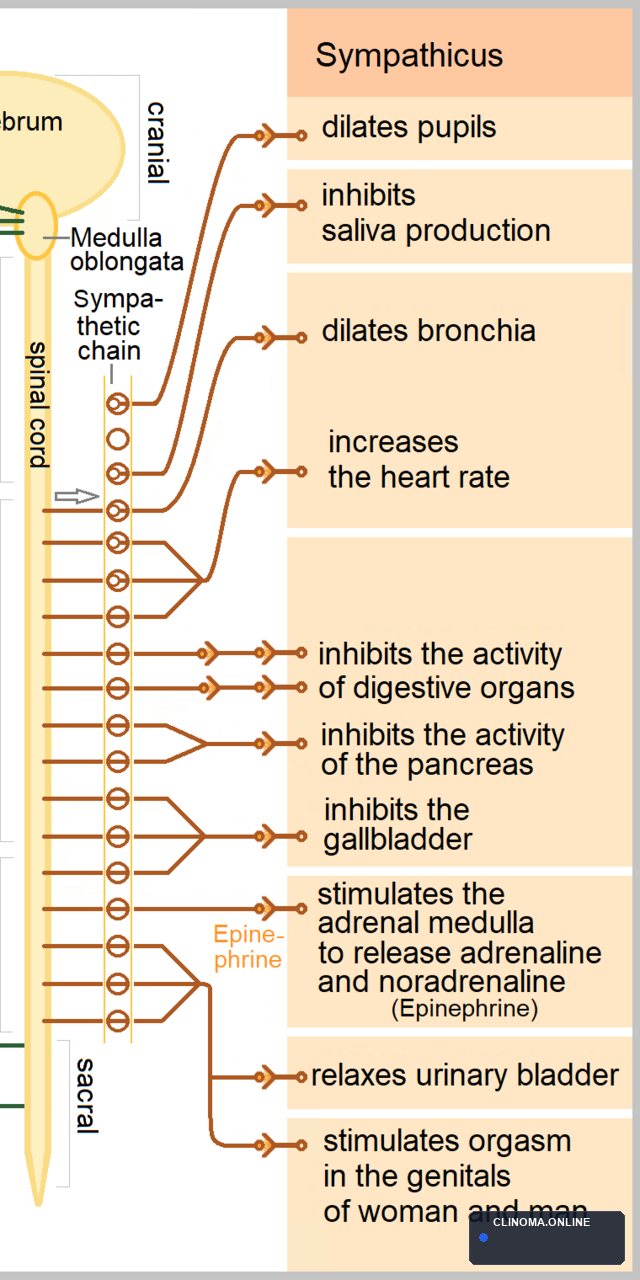 Sympathicus
ebrum
cranial
Medulla
oblongata
Sympa-
thetic
chain
spinal cord
dilates pupils
inhibits
saliva production
dilates bronchia
increases
the heart rate
inhibits the activity
of digestive organs
inhibits the activity
of the pancreas
inhibits the
gallbladder
stimulates the
adrenal medulla
to release adrenaline
and noradrenaline
(Epinephrine)
Epine-
phrine
sacral
relaxes urinary bladder
stimulates orgasm
in the genitals
of woman and man
CLINOMA.ONLINE